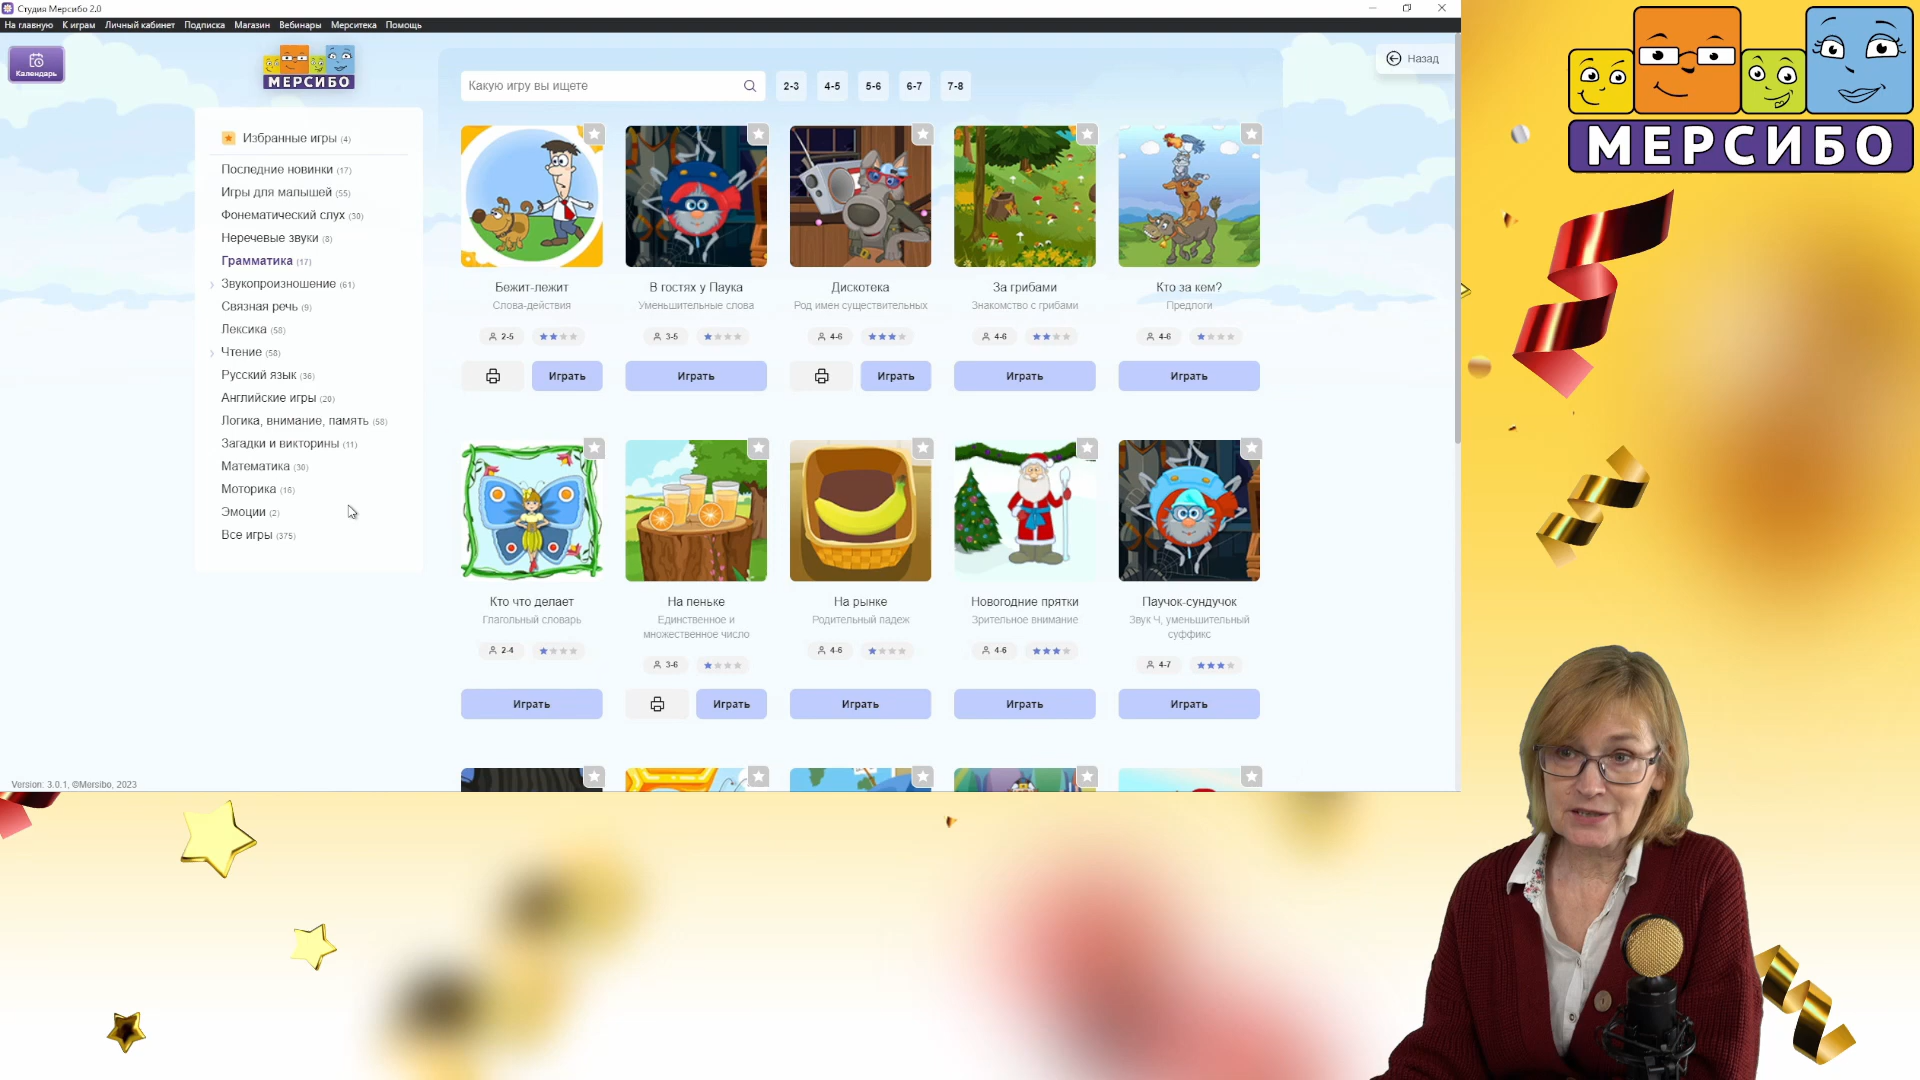 Студия Мерсибо 2.0
На главную К играм Личный кабинет Подписка Магазин Вебинары Мерситека Помощь
Календарь
МЕРСИБО
Какую игру вы ищете
2-3 4-5 5-6 6-7 7-8
Назад
МЕРСИБО
Избранные игры (4)
Последние новинки (17)
Игры для малышей (55)
Фонематический слух (30)
Неречевые звуки (8)
Грамматика (17)
Звукопроизношение (61)
Связная речь (9)
Лексика (58)
Чтение (58)
Русский язык (36)
Английские игры (20)
Логика, внимание, память (58)
Загадки и викторины (11)
Математика (30)
Моторика (16)
Эмоции (2)
Все игры (375)
Бежит-лежит
Слова-действия
2-5
Играть
В гостях у Паука
Уменьшительные слова
3-5
Играть
Дискотека
Род имен существительных
4-6
Играть
За грибами
Знакомство с грибами
4-6
Играть
Кто за кем?
Предлоги
4-6
Играть
Кто что делает
Глагольный словарь
2-4
Играть
На пеньке
Единственное и
множественное число
3-6
Играть
На рынке
Родительный падеж
4-6
Играть
Новогодние прятки
Зрительное внимание
4-6
Играть
Паучок-сундучок
Звук Ч, уменьшительный
суффикс
4-7
Играть
Version: 3.0.1, ©Mersibo, 2023